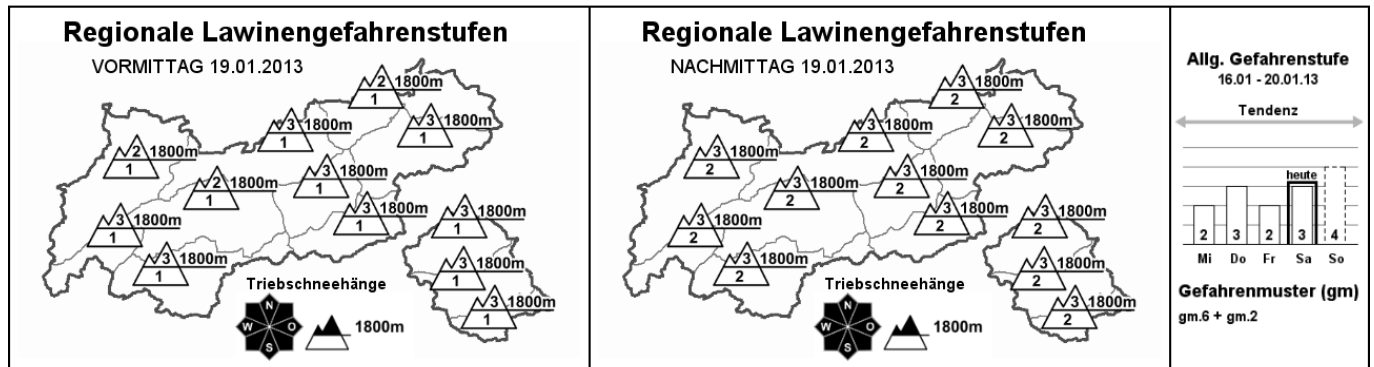 Regionale Lawinengefahrenstufen
VORMITTAG 19.01.2013
2 1800m
1
3 1800m
1
3 1800m
1
2 1800m
1
3 1800m
1
2 1800m
1
3 1800m
1
3 1800m
1
3 1800m
1
3 1800m
1
3 1800m
1
3 1800m
1
Triebschneehänge
N
W O
S
1800m
Regionale Lawinengefahrenstufen
NACHMITTAG 19.01.2013
3 1800m
2
3 1800m
2
3 1800m
2
3 1800m
2
3 1800m
2
3 1800m
2
3 1800m
2
3 1800m
2
3 1800m
2
3 1800m
2
3 1800m
2
3 1800m
2
Triebschneehänge
N
W O
S
1800m
Allg. Gefahrenstufe
16.01 - 20.01.13
Tendenz
heute
2 3 2 3 4
Mi Do Fr Sa So
Gefahrenmuster (gm)
gm.6 + gm.2